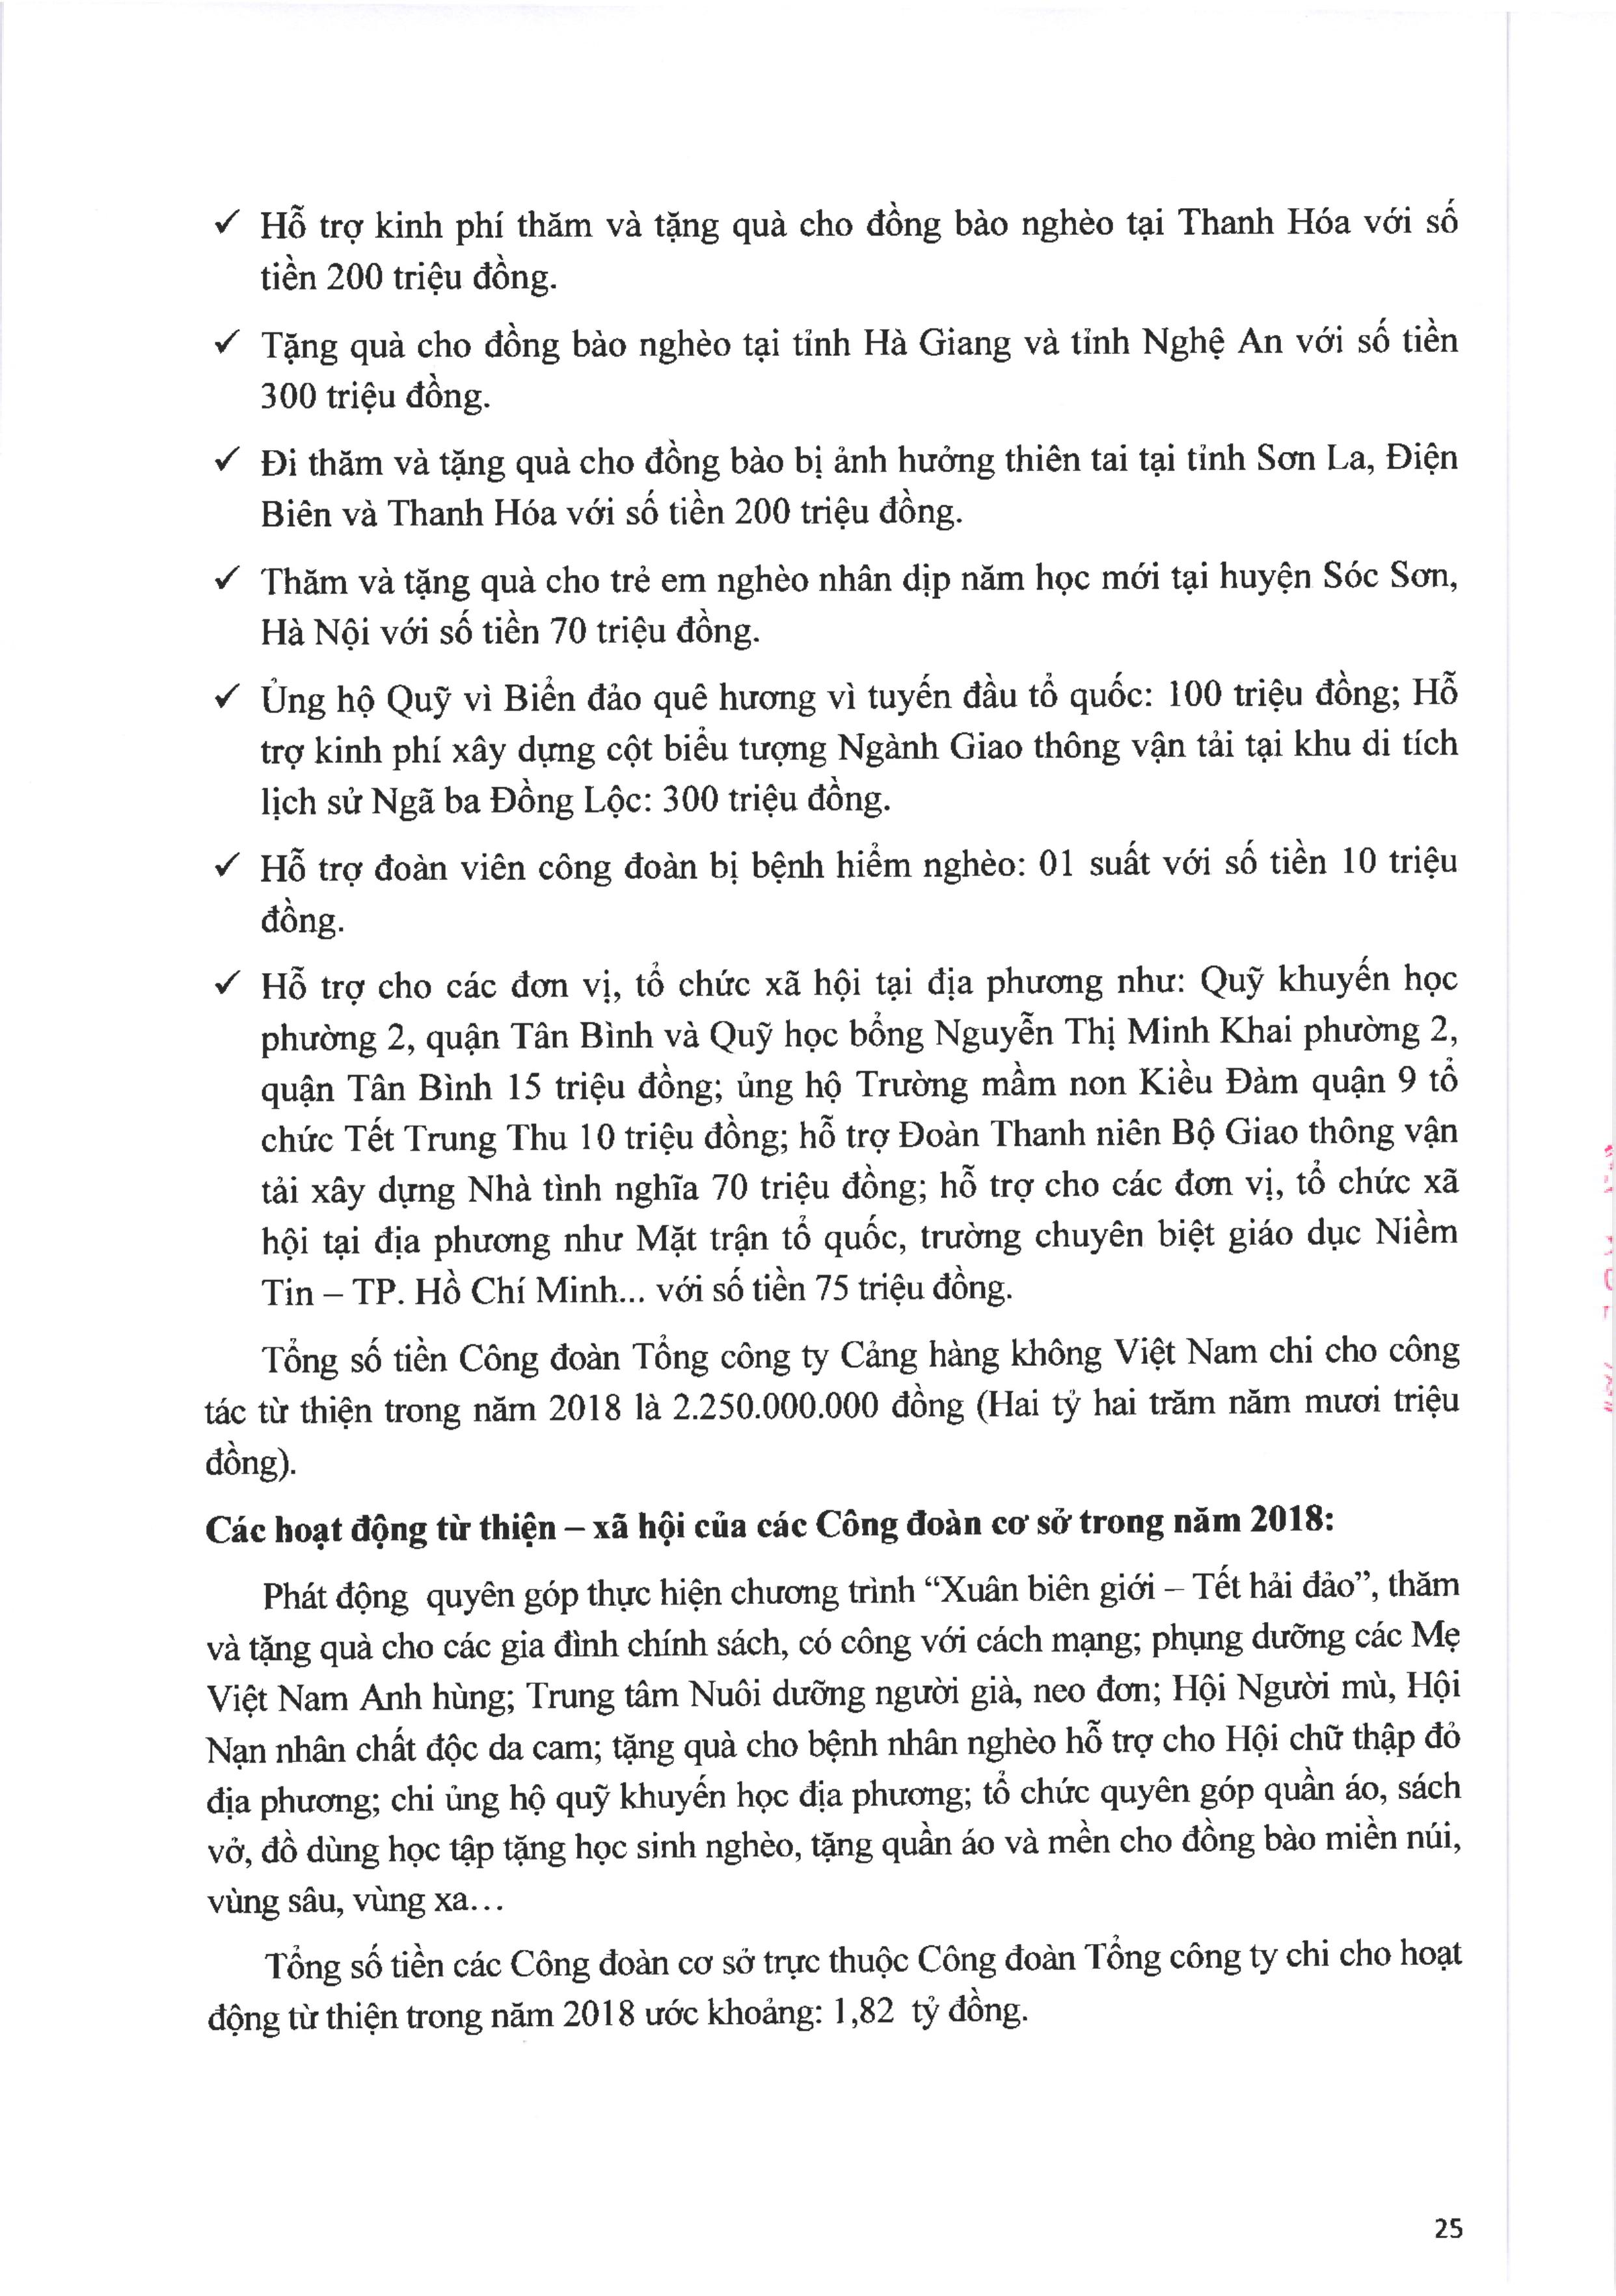 ✓ Hỗ trợ kinh phí thăm và tặng quà cho đồng bào nghèo tại Thanh Hóa với số
tiền 200 triệu đồng.
✓ Tặng quà cho đồng bào nghèo tại tỉnh Hà Giang và tỉnh Nghệ An với số tiền
300 triệu đồng.
✓ Đi thăm và tặng quà cho đồng bào bị ảnh hưởng thiên tai tại tỉnh Sơn La, Điện
Biên và Thanh Hóa với số tiền 200 triệu đồng.
✓ Thăm và tặng quà cho trẻ em nghèo nhân dịp năm học mới tại huyện Sóc Sơn,
Hà Nội với số tiền 70 triệu đồng.
✓ Ủng hộ Quỹ vì Biển đảo quê hương vì tuyến đầu tổ quốc: 100 triệu đồng; Hỗ
trợ kinh phí xây dựng cột biểu tượng Ngành Giao thông vận tải tại khu di tích
lịch sử Ngã ba Đồng Lộc: 300 triệu đồng.
✓ Hỗ trợ đoàn viên công đoàn bị bệnh hiểm nghèo: 01 suất với số tiền 10 triệu
đồng.
✓ Hỗ trợ cho các đơn vị, tổ chức xã hội tại địa phương như: Quỹ khuyến học
phường 2, quận Tân Bình và Quỹ học bổng Nguyễn Thị Minh Khai phường 2,
quận Tân Bình 15 triệu đồng; ủng hộ Trường mầm non Kiều Đàm quận 9 tổ
chức Tết Trung Thu 10 triệu đồng; hỗ trợ Đoàn Thanh niên Bộ Giao thông vận
tải xây dựng Nhà tình nghĩa 70 triệu đồng; hỗ trợ cho các đơn vị, tổ chức xã
hội tại địa phương như Mặt trận tổ quốc, trường chuyên biệt giáo dục Niềm
Tin – TP. Hồ Chí Minh... với số tiền 75 triệu đồng.
Tổng số tiền Công đoàn Tổng công ty Cảng hàng không Việt Nam chi cho công
tác từ thiện trong năm 2018 là 2.250.000.000 đồng (Hai tỷ hai trăm năm mươi triệu
đồng).
Các hoạt động từ thiện – xã hội của các Công đoàn cơ sở trong năm 2018:
Phát động quyên góp thực hiện chương trình “Xuân biên giới – Tết hải đảo”, thăm
và tặng quà cho các gia đình chính sách, có công với cách mạng; phụng dưỡng các Mẹ
Việt Nam Anh hùng; Trung tâm Nuôi dưỡng người già, neo đơn; Hội Người mù, Hội
Nạn nhân chất độc da cam; tặng quà cho bệnh nhân nghèo hỗ trợ cho Hội chữ thập đỏ
địa phương; chi ủng hộ quỹ khuyến học địa phương; tổ chức quyên góp quần áo, sách
vở, đồ dùng học tập tặng học sinh nghèo, tặng quần áo và mền cho đồng bào miền núi,
vùng sâu, vùng xa...
Tổng số tiền các Công đoàn cơ sở trực thuộc Công đoàn Tổng công ty chi cho hoạt
động từ thiện trong năm 2018 ước khoảng: 1,82 tỷ đồng.
25